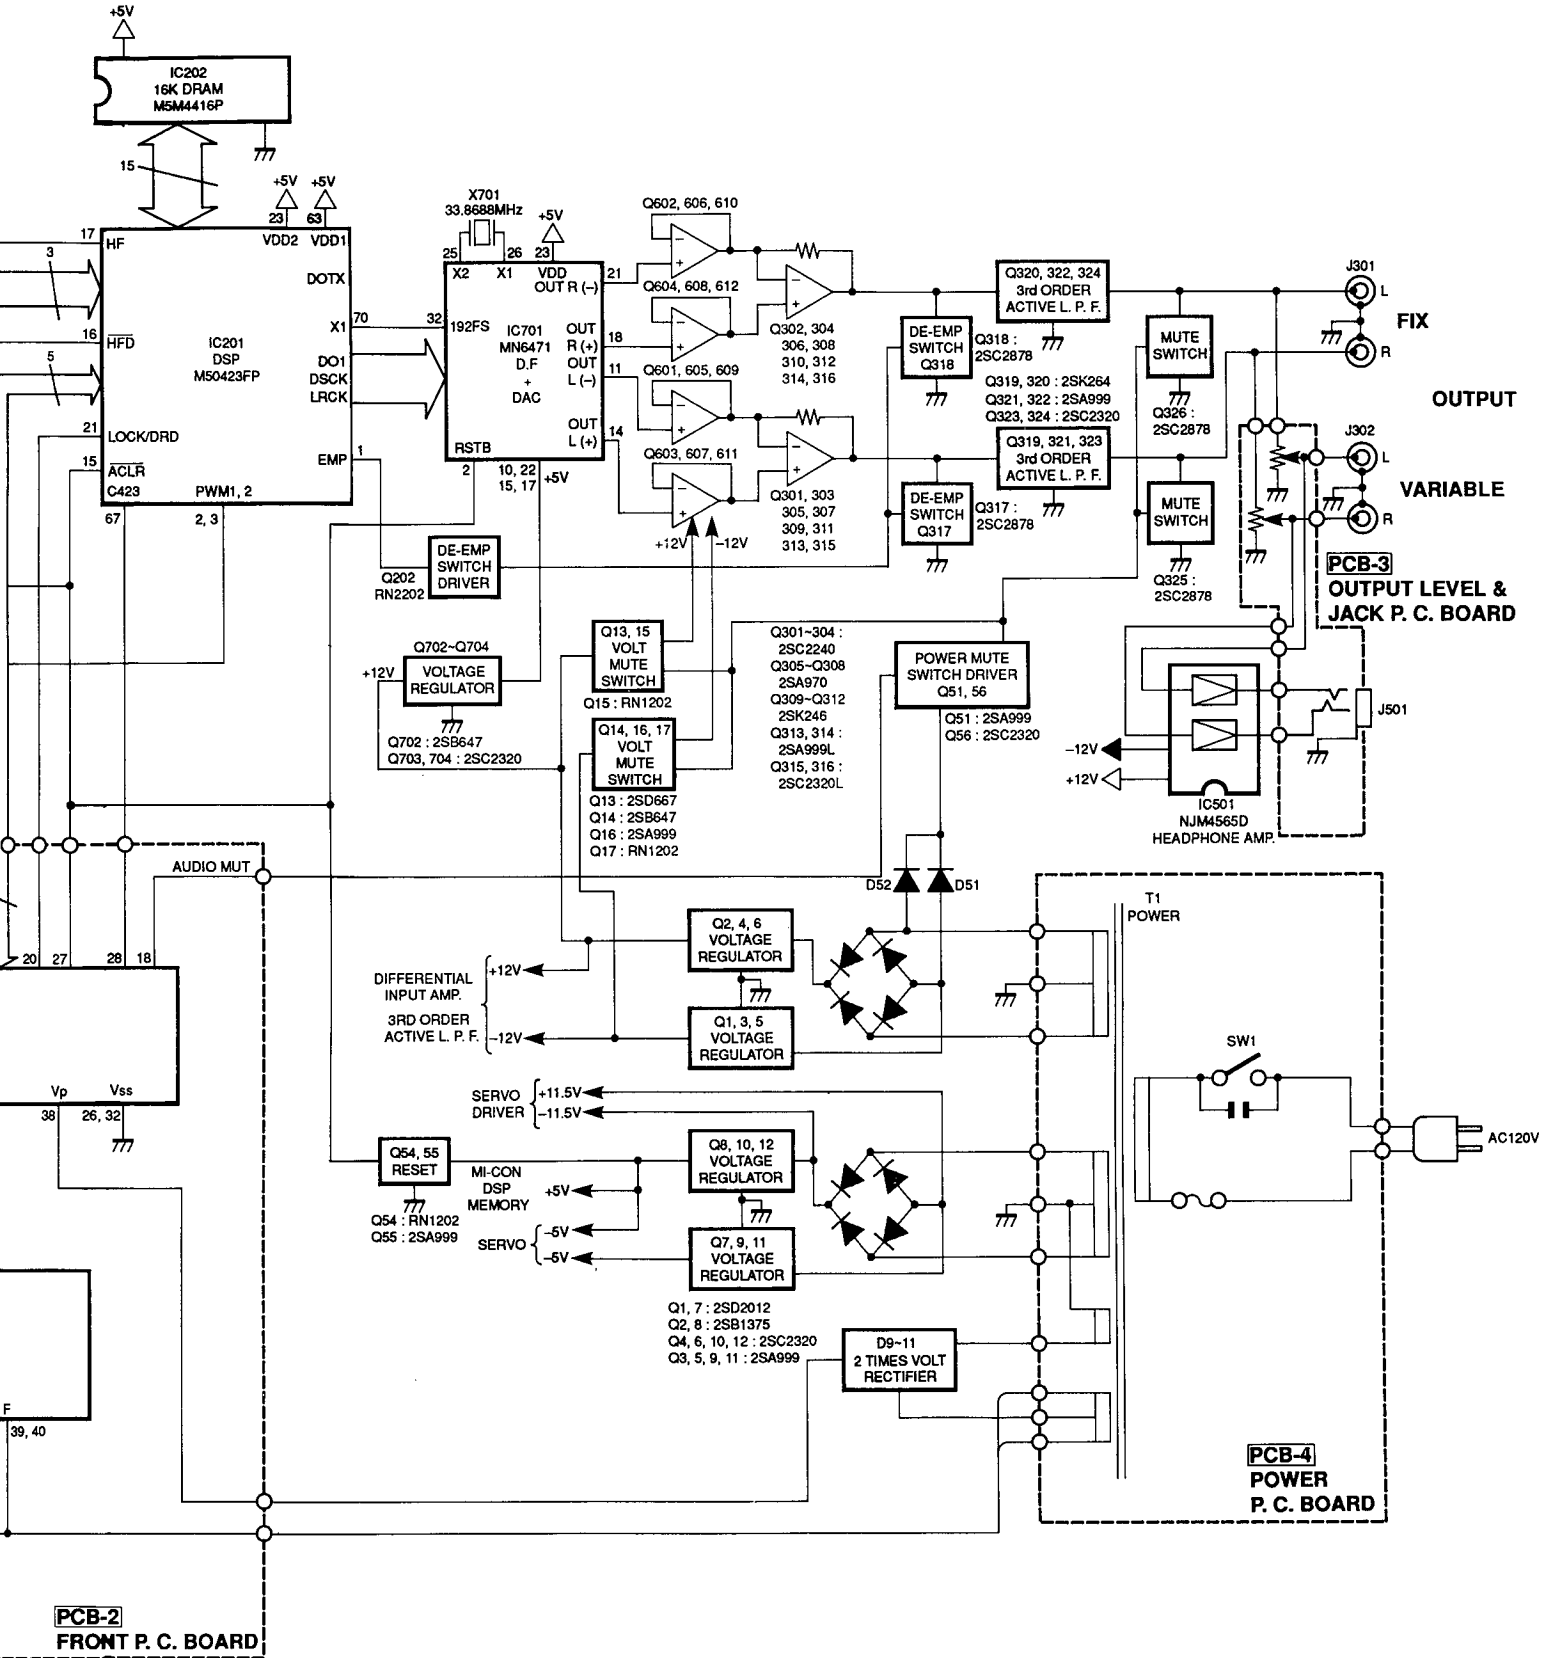 +5V
IC202
16K DRAM
M5M4416P
15
+5V
+5V
23
63
17
HF
VDD2
VDD1
3
DOTX
16
HFD
X1
70
IC201
DSP
M50423FP
5
DO1
DSCK
LRCK
21
LOCK/DRD
15
ACLR
EMP
1
C423
PWM1, 2
67
2, 3
X701
33.8688MHz
+5V
25
26
23
X2
X1
VDD
OUT R (–)
21
32
192FS
IC701
MN6471
D.F
+
DAC
OUT
R (+)
18
OUT
L (–)
11
OUT
L (+)
14
RSTB
2
10, 22
15, 17
+5V
Q602, 606, 610
–
+
Q604, 608, 612
–
+
–
+
Q302, 304
306, 308
310, 312
314, 316
Q601, 605, 609
–
+
Q603, 607, 611
–
+
–
+
Q301, 303
305, 307
309, 311
313, 315
+12V
–12V
Q320, 322, 324
3rd ORDER
ACTIVE L. P. F.
DE-EMP
SWITCH
Q318
Q318 :
2SC2878
Q319, 320 : 2SK264
Q321, 322 : 2SA999
Q323, 324 : 2SC2320
MUTE
SWITCH
Q326 :
2SC2878
Q319, 321, 323
3rd ORDER
ACTIVE L. P. F.
DE-EMP
SWITCH
Q317
Q317 :
2SC2878
MUTE
SWITCH
Q325 :
2SC2878
J301
L
FIX
R
OUTPUT
J302
L
VARIABLE
R
PCB-3
OUTPUT LEVEL &
JACK P. C. BOARD
DE-EMP
SWITCH
DRIVER
Q202
RN2202
Q702~Q704
+12V
VOLTAGE
REGULATOR
Q702 : 2SB647
Q703, 704 : 2SC2320
Q13, 15
VOLT
MUTE
SWITCH
Q15 : RN1202
Q14, 16, 17
VOLT
MUTE
SWITCH
Q13 : 2SD667
Q14 : 2SB647
Q16 : 2SA999
Q17 : RN1202
Q301~304 :
2SC2240
Q305~Q308
2SA970
Q309~Q312
2SK246
Q313, 314 :
2SA999L
Q315, 316 :
2SC2320L
POWER MUTE
SWITCH DRIVER
Q51, 56
Q51 : 2SA999
Q56 : 2SC2320
–12V
+12V
IC501
NJM4565D
HEADPHONE AMP.
J501
AUDIO MUT
20
27
28
18
Vp
Vss
38
26, 32
F
39, 40
PCB-2
FRONT P. C. BOARD
D52
D51
DIFFERENTIAL
INPUT AMP.
3RD ORDER
ACTIVE L. P. F.
+12V
–12V
Q2, 4, 6
VOLTAGE
REGULATOR
Q1, 3, 5
VOLTAGE
REGULATOR
SERVO
DRIVER
+11.5V
–11.5V
Q54, 55
RESET
Q54 : RN1202
Q55 : 2SA999
MI-CON
DSP
MEMORY
+5V
SERVO
–5V
–5V
Q8, 10, 12
VOLTAGE
REGULATOR
Q7, 9, 11
VOLTAGE
REGULATOR
Q1, 7 : 2SD2012
Q2, 8 : 2SB1375
Q4, 6, 10, 12 : 2SC2320
Q3, 5, 9, 11 : 2SA999
D9~11
2 TIMES VOLT
RECTIFIER
T1
POWER
SW1
AC120V
PCB-4
POWER
P. C. BOARD